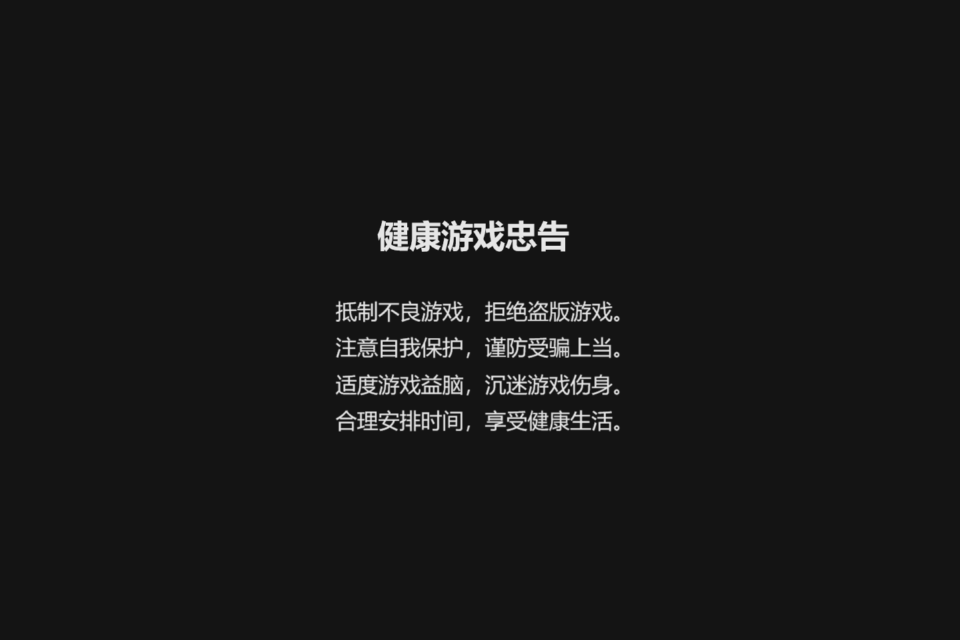 健康游戏忠告
抵制不良游戏，拒绝盗版游戏。
注意自我保护，谨防受骗上当。
适度游戏益脑，沉迷游戏伤身。
合理安排时间，享受健康生活。